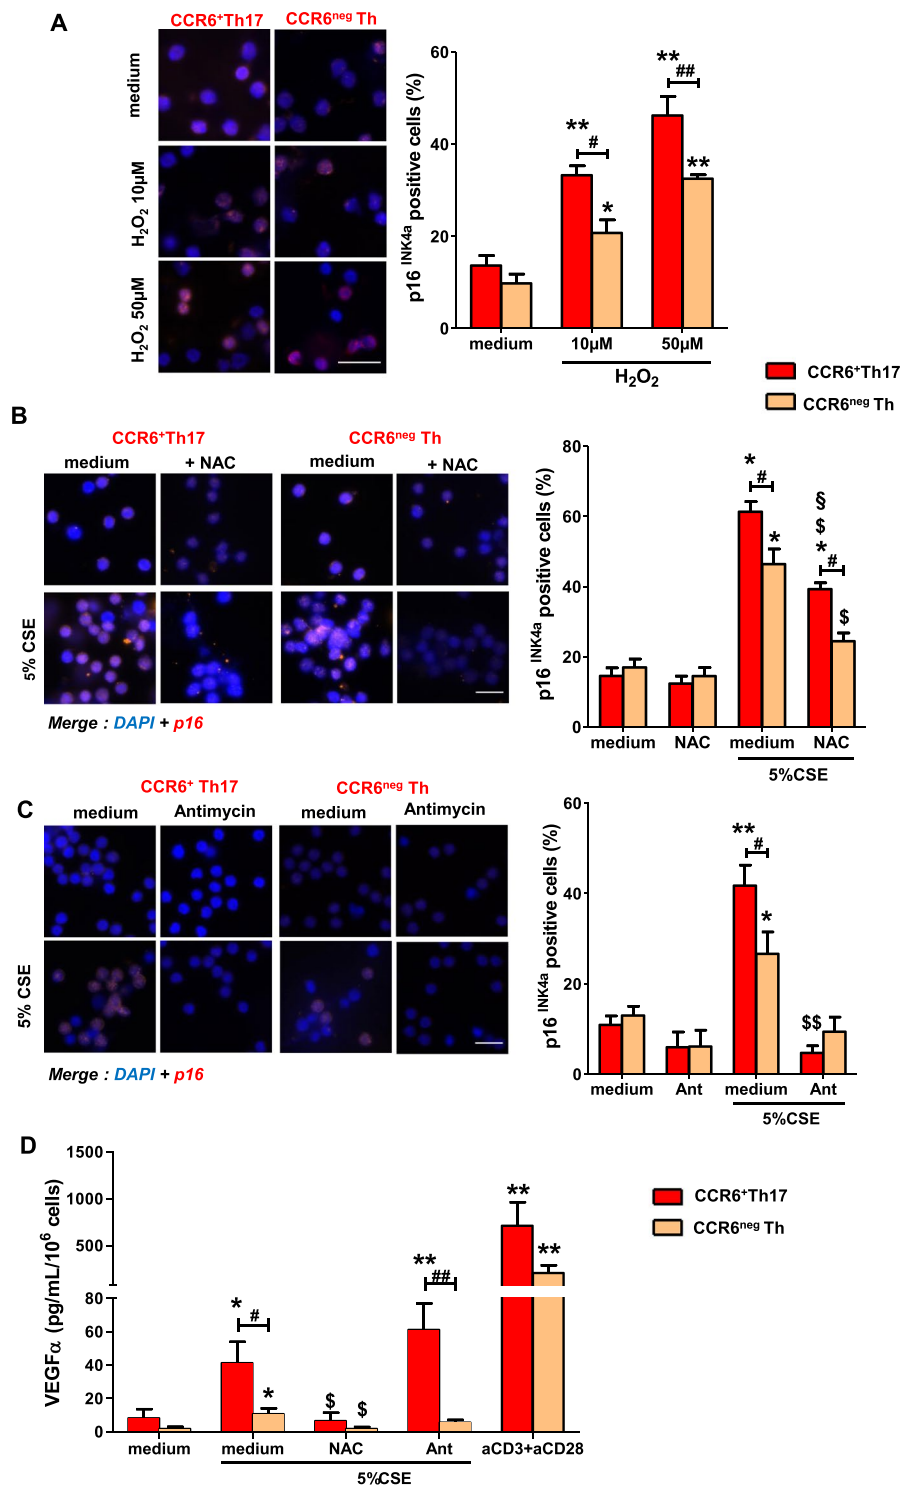 A
CCR6+Th17
CCR6neg Th
medium
H2O2 10µM
H2O2 50µM
p16 INK4a positive cells (%)
60
40
20
0
**
#
*
**
##
**
medium
10µM
50µM
H2O2
CCR6+Th17
CCR6neg Th
B
CCR6+Th17
CCR6neg Th
medium
+ NAC
medium
+ NAC
5% CSE
Merge : DAPI + p16
p16 INK4a positive cells (%)
80
60
40
20
0
*
#
*
§
$
*
#
$
medium
NAC
medium
NAC
5%CSE
C
CCR6+ Th17
CCR6neg Th
medium
Antimycin
medium
Antimycin
5% CSE
Merge : DAPI + p16
p16 INK4a positive cells (%)
60
40
20
0
**
#
*
$$
medium
Ant
medium
Ant
5%CSE
D
VEGFα (pg/mL/10⁶ cells)
1500
1000
500
80
60
40
20
0
*
#
*
$
$
**
##
**
**
medium
medium
NAC
Ant
aCD3+aCD28
5%CSE
CCR6+Th17
CCR6neg Th